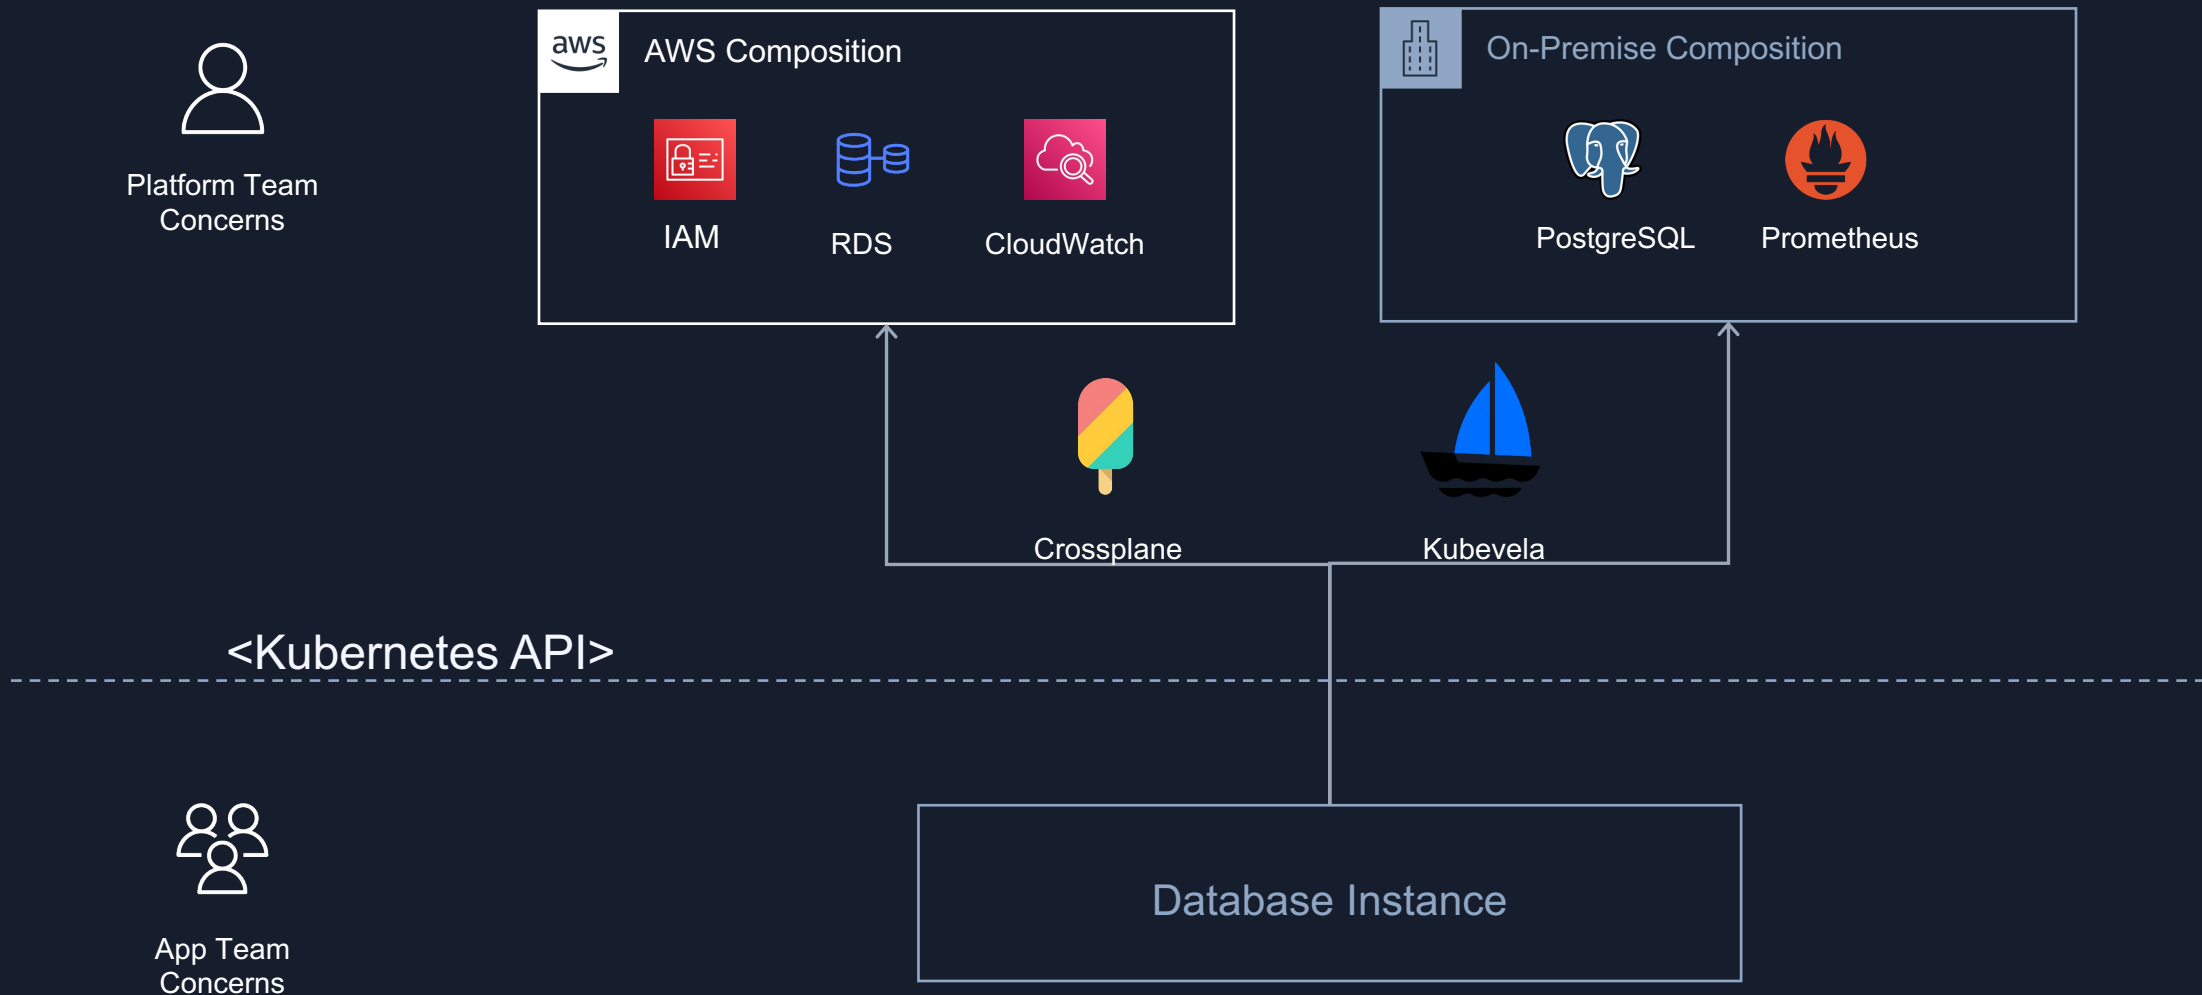 aws
AWS Composition
On-Premise Composition
Platform Team
Concerns
IAM
RDS
CloudWatch
PostgreSQL
Prometheus
Crossplane
Kubevela
<Kubernetes API>
Database Instance
App Team
Concerns